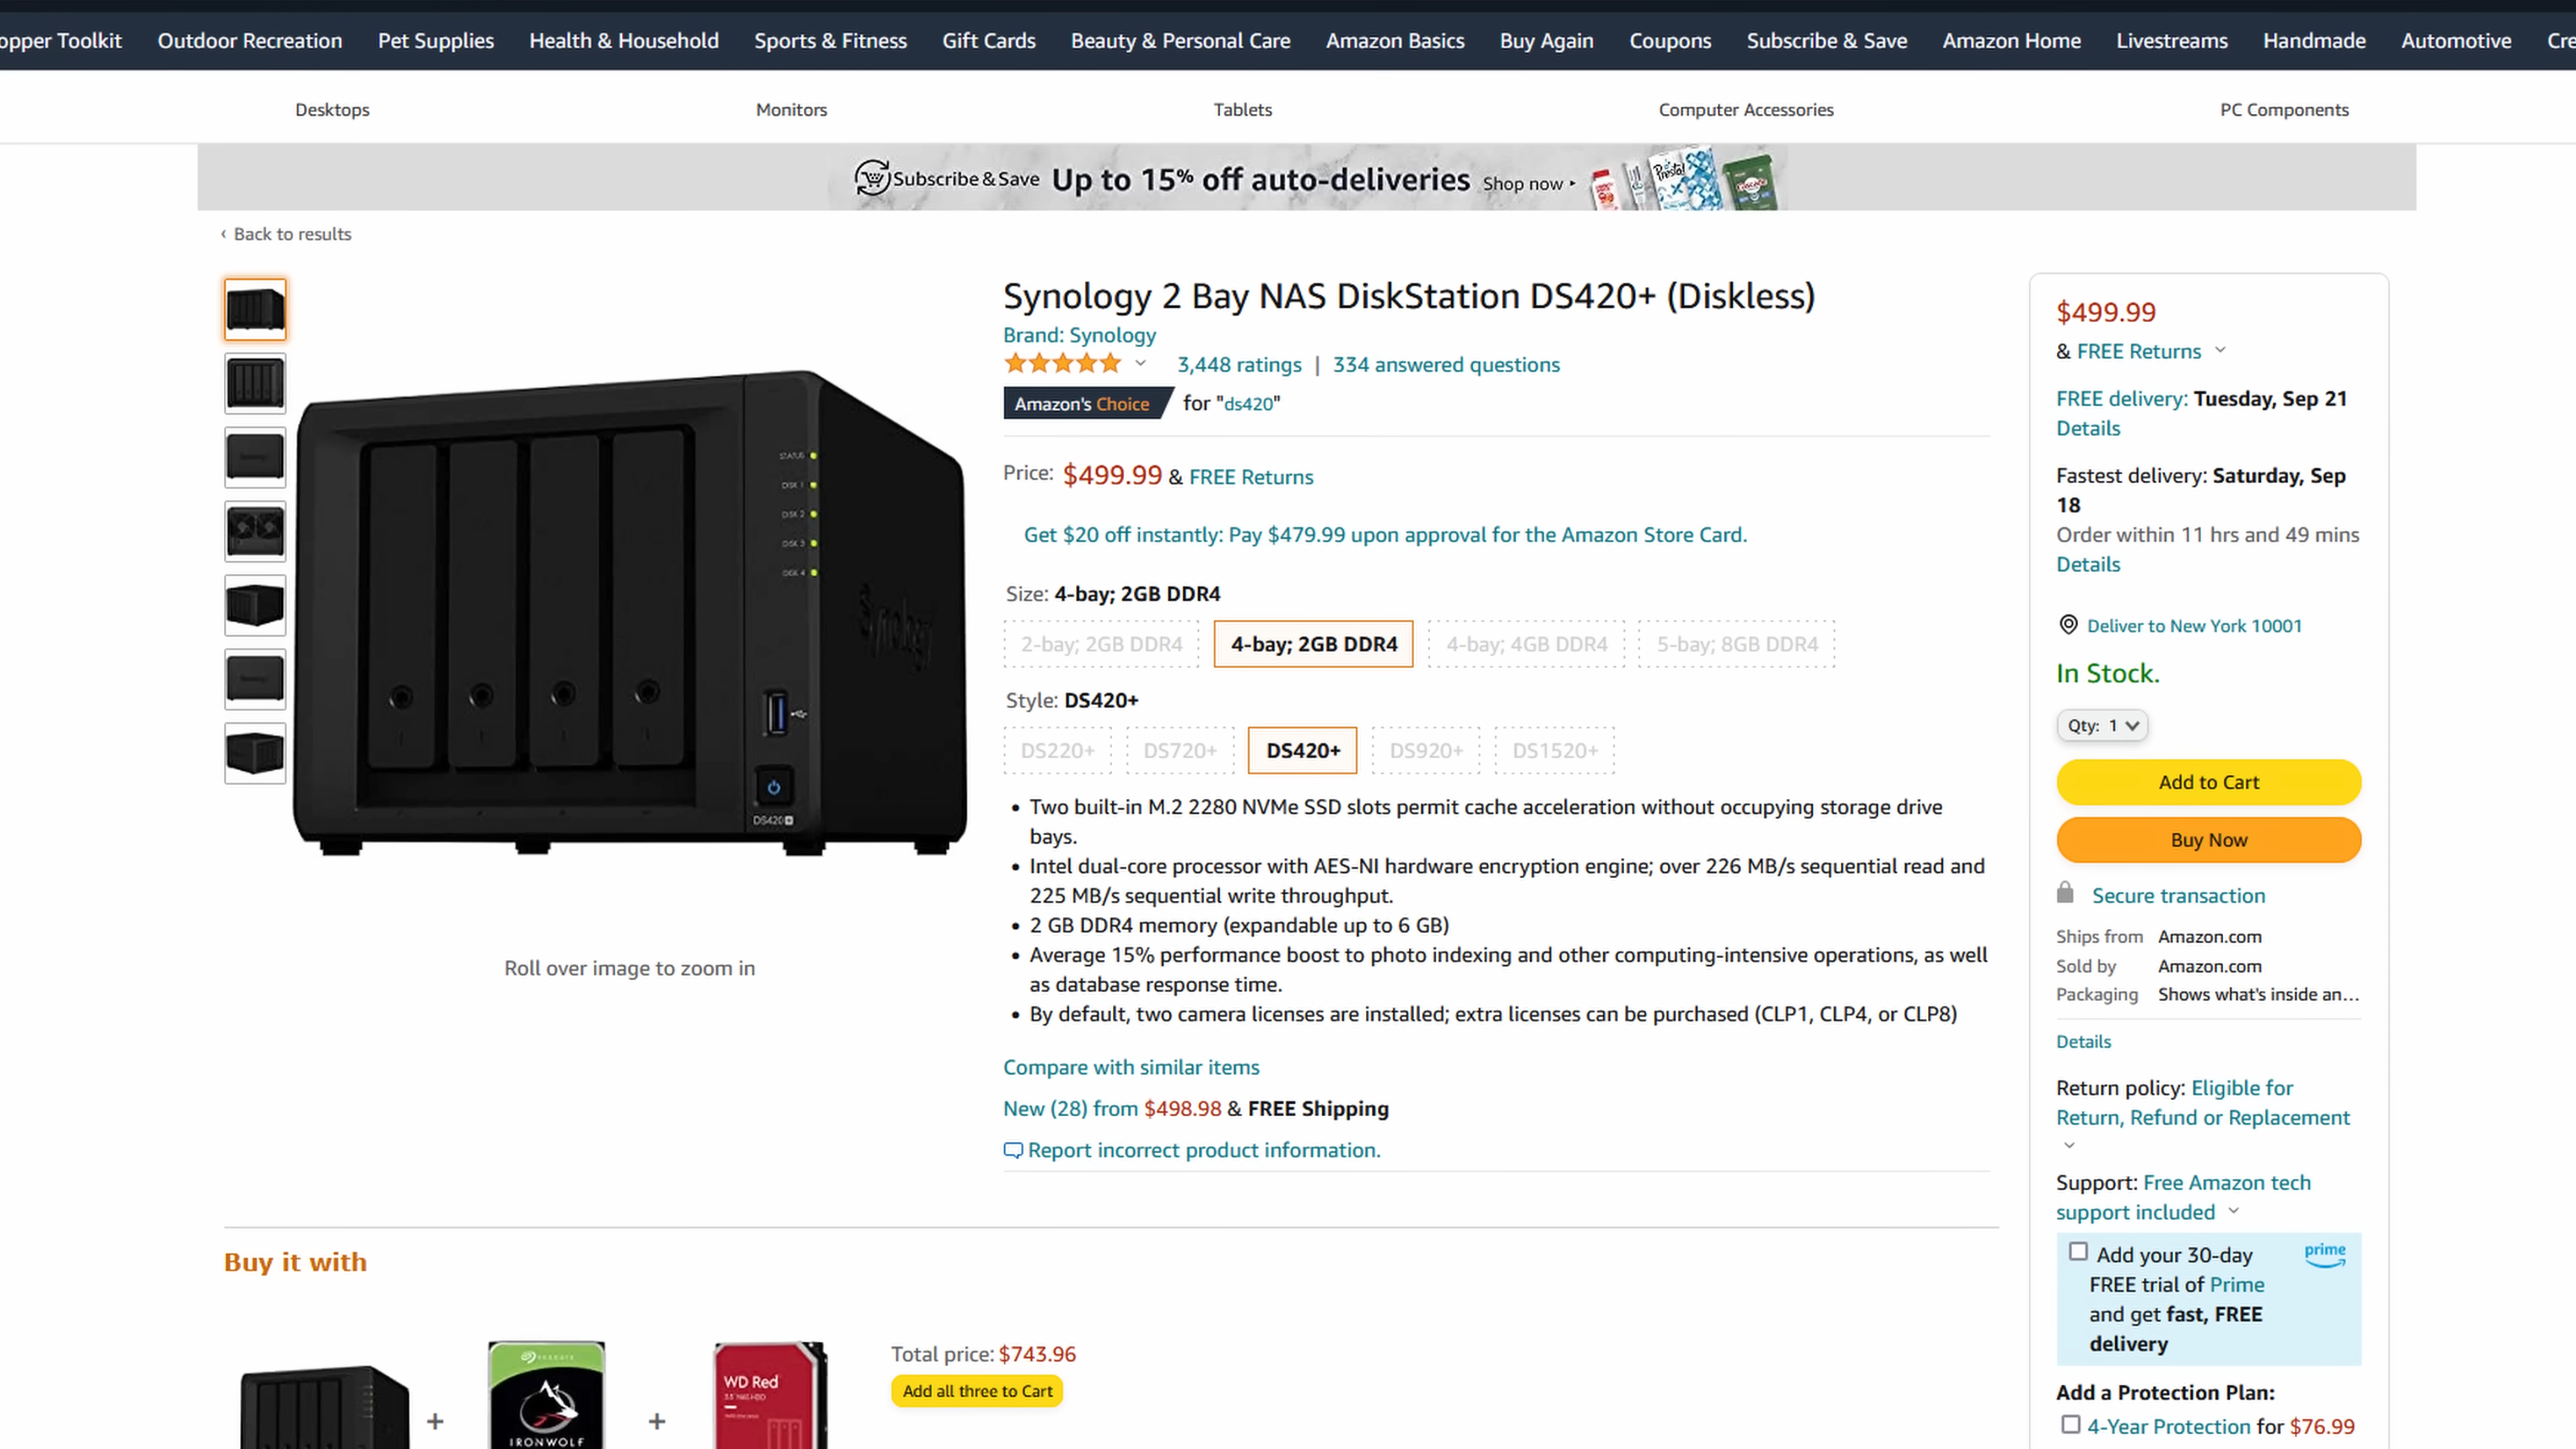 opper Toolkit Outdoor Recreation Pet Supplies Health & Household Sports & Fitness Gift Cards Beauty & Personal Care Amazon Basics Buy Again Coupons Subscribe & Save Amazon Home Livestreams Handmade Automotive Cre
Desktops Monitors Tablets Computer Accessories PC Components
Subscribe & Save Up to 15% off auto-deliveries Shop now ▸
Presto!
Cascade
‹ Back to results
Synology 2 Bay NAS DiskStation DS420+ (Diskless)
Brand: Synology
3,448 ratings | 334 answered questions
Amazon's Choice for "ds420"
Price: $499.99 & FREE Returns
Get $20 off instantly: Pay $479.99 upon approval for the Amazon Store Card.
Size: 4-bay; 2GB DDR4
2-bay; 2GB DDR4 4-bay; 2GB DDR4 4-bay; 4GB DDR4 5-bay; 8GB DDR4
Style: DS420+
DS220+ DS720+ DS420+ DS920+ DS1520+
• Two built-in M.2 2280 NVMe SSD slots permit cache acceleration without occupying storage drive
bays.
• Intel dual-core processor with AES-NI hardware encryption engine; over 226 MB/s sequential read and
225 MB/s sequential write throughput.
• 2 GB DDR4 memory (expandable up to 6 GB)
• Average 15% performance boost to photo indexing and other computing-intensive operations, as well
as database response time.
• By default, two camera licenses are installed; extra licenses can be purchased (CLP1, CLP4, or CLP8)
Compare with similar items
New (28) from $498.98 & FREE Shipping
Report incorrect product information.
STATUS
DISK 1
DISK 2
DISK 3
DISK 4
Synology
DS420+
Roll over image to zoom in
$499.99
& FREE Returns
FREE delivery: Tuesday, Sep 21
Details
Fastest delivery: Saturday, Sep
18
Order within 11 hrs and 49 mins
Details
Deliver to New York 10001
In Stock.
Qty: 1
Add to Cart
Buy Now
Secure transaction
Ships from Amazon.com
Sold by Amazon.com
Packaging Shows what's inside an...
Details
Return policy: Eligible for
Return, Refund or Replacement
Support: Free Amazon tech
support included
Add your 30-day
FREE trial of Prime
and get fast, FREE
delivery
prime
Add a Protection Plan:
4-Year Protection for $76.99
Buy it with
+
SEAGATE
IRONWOLF
+
WD Red
Total price: $743.96
Add all three to Cart